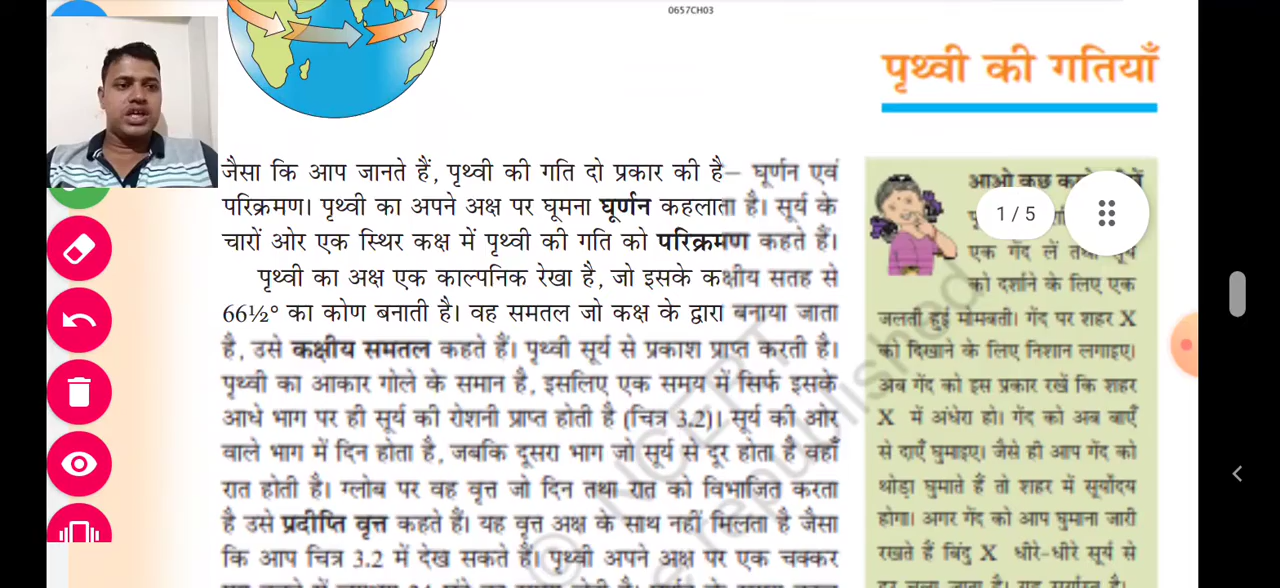 0657CH03
पृथ्वी की गतियाँ
जैसा कि आप जानते हैं, पृथ्वी की गति दो प्रकार की है– घूर्णन एवं
परिक्रमण। पृथ्वी का अपने अक्ष पर घूमना घूर्णन कहलाता है। सूर्य के
चारों ओर एक स्थिर कक्ष में पृथ्वी की गति को परिक्रमण कहते हैं।
पृथ्वी का अक्ष एक काल्पनिक रेखा है, जो इसके कक्षीय सतह से
66½° का कोण बनाती है। वह समतल जो कक्ष के द्वारा बनाया जाता
है, उसे कक्षीय समतल कहते हैं। पृथ्वी सूर्य से प्रकाश प्राप्त करती है।
पृथ्वी का आकार गोले के समान है, इसलिए एक समय में सिर्फ इसके
आधे भाग पर ही सूर्य की रोशनी प्राप्त होती है (चित्र 3.2)। सूर्य की ओर
वाले भाग में दिन होता है, जबकि दूसरा भाग जो सूर्य से दूर होता है वहाँ
रात होती है। ग्लोब पर वह वृत्त जो दिन तथा रात को विभाजित करता
है उसे प्रदीप्ति वृत्त कहते हैं। यह वृत्त अक्ष के साथ नहीं मिलता है जैसा
कि आप चित्र 3.2 में देख सकते हैं। पृथ्वी अपने अक्ष पर एक चक्कर
आओ कुछ
1 / 5
एक गेंद लें तथा
को दर्शाने के लिए एक
जलती हुई मोमबत्ती। गेंद पर शहर X
को दिखाने के लिए निशान लगाइए।
अब गेंद को इस प्रकार रखें कि शहर
X में अंधेरा हो। गेंद को अब बाएँ
से दाएँ घुमाइए। जैसे ही आप गेंद को
थोड़ा घुमाते हैं तो शहर में सूर्योदय
होगा। अगर गेंद को आप घुमाना जारी
रखते हैं बिंदु X धीरे-धीरे सूर्य से
दूर चला जाता है। यह सूर्यास्त है।
© NCERT
republished